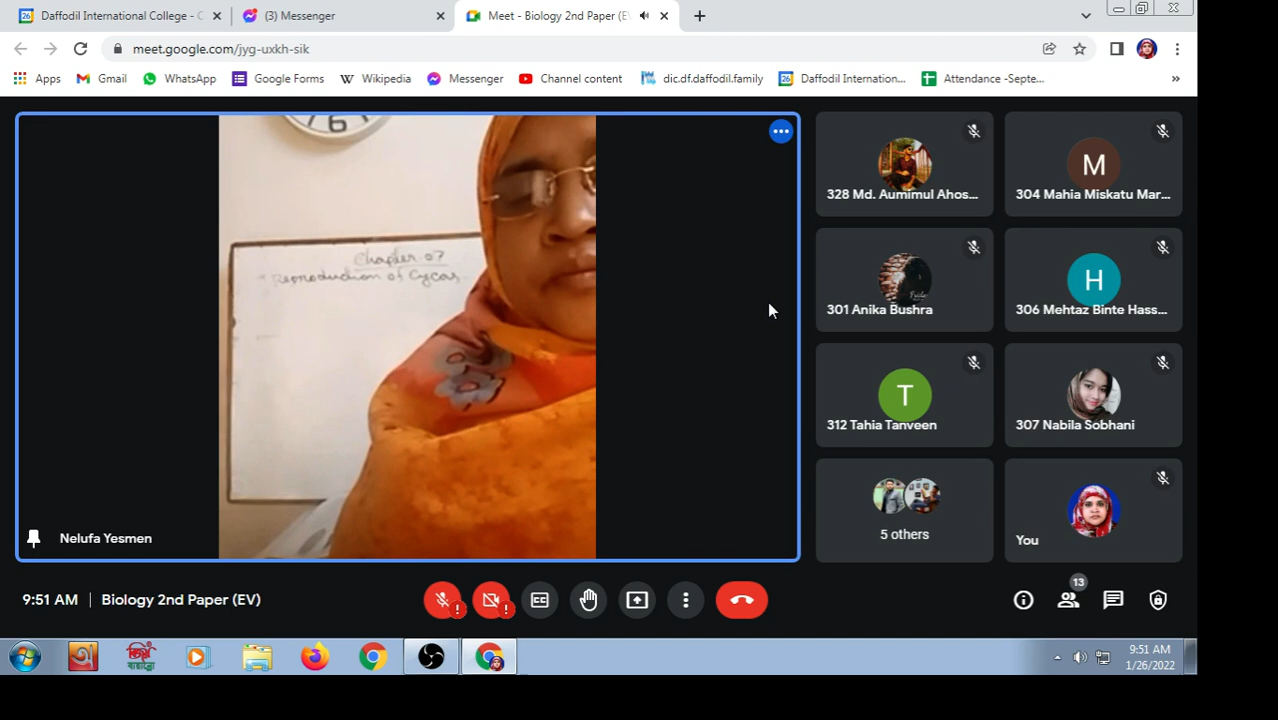 Daffodil International College - C
(3) Messenger
Meet - Biology 2nd Paper (EV
meet.google.com/jyg-uxkh-sik
Apps
Gmail
WhatsApp
Google Forms
W Wikipedia
Messenger
Channel content
dic.df.daffodil.family
26 Daffodil Internation...
Attendance -Septe...
»
6
Chapter 07
Reproduction of Cycas
Nelufa Yesmen
328 Md. Aumimul Ahos...
M
304 Mahia Miskatu Mar...
301 Anika Bushra
H
306 Mehtaz Binte Hass...
T
312 Tahia Tanveen
307 Nabila Sobhani
5 others
You
9:51 AM | Biology 2nd Paper (EV)
! ! CC
13
9:51 AM
1/26/2022